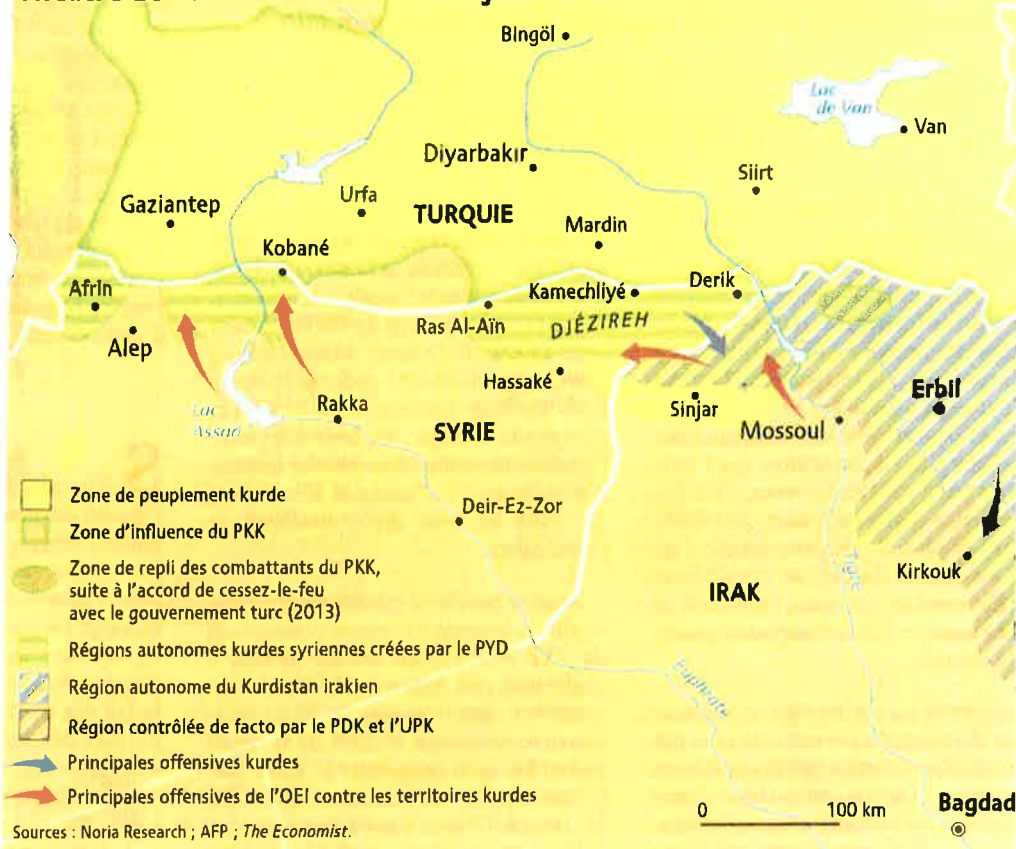 Bingöl
Lac
de Van
Van
Diyarbakır
Siirt
Urfa
Gaziantep
TURQUIE
Mardin
Kobané
Afrin
Kamechliyé
Derik
Ras Al-Aïn
DJÉZIREH
Alep
Hassaké
Erbil
Rakka
Sinjar
Lac
Assad
SYRIE
Mossoul
Zone de peuplement kurde
Deir-Ez-Zor
Zone d'influence du PKK
Zone de repli des combattants du PKK,
suite à l'accord de cessez-le-feu
avec le gouvernement turc (2013)
Kirkouk
Tigre
IRAK
Régions autonomes kurdes syriennes créées par le PYD
Région autonome du Kurdistan irakien
Euphrate
Région contrôlée de facto par le PDK et l'UPK
Principales offensives kurdes
Principales offensives de l'OEI contre les territoires kurdes
0 100 km
Bagdad
Sources : Noria Research ; AFP ; The Economist.